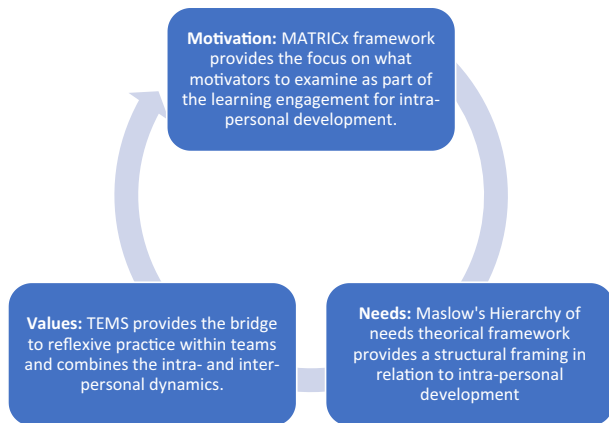 Motivation: MATRICx framework
provides the focus on what
motivators to examine as part of
the learning engagement for intra-
personal development.
Values: TEMS provides the bridge
to reflexive practice within teams
and combines the intra- and inter-
personal dynamics.
Needs: Maslow's Hierarchy of
needs theorical framework
provides a structural framing in
relation to intra-personal
development